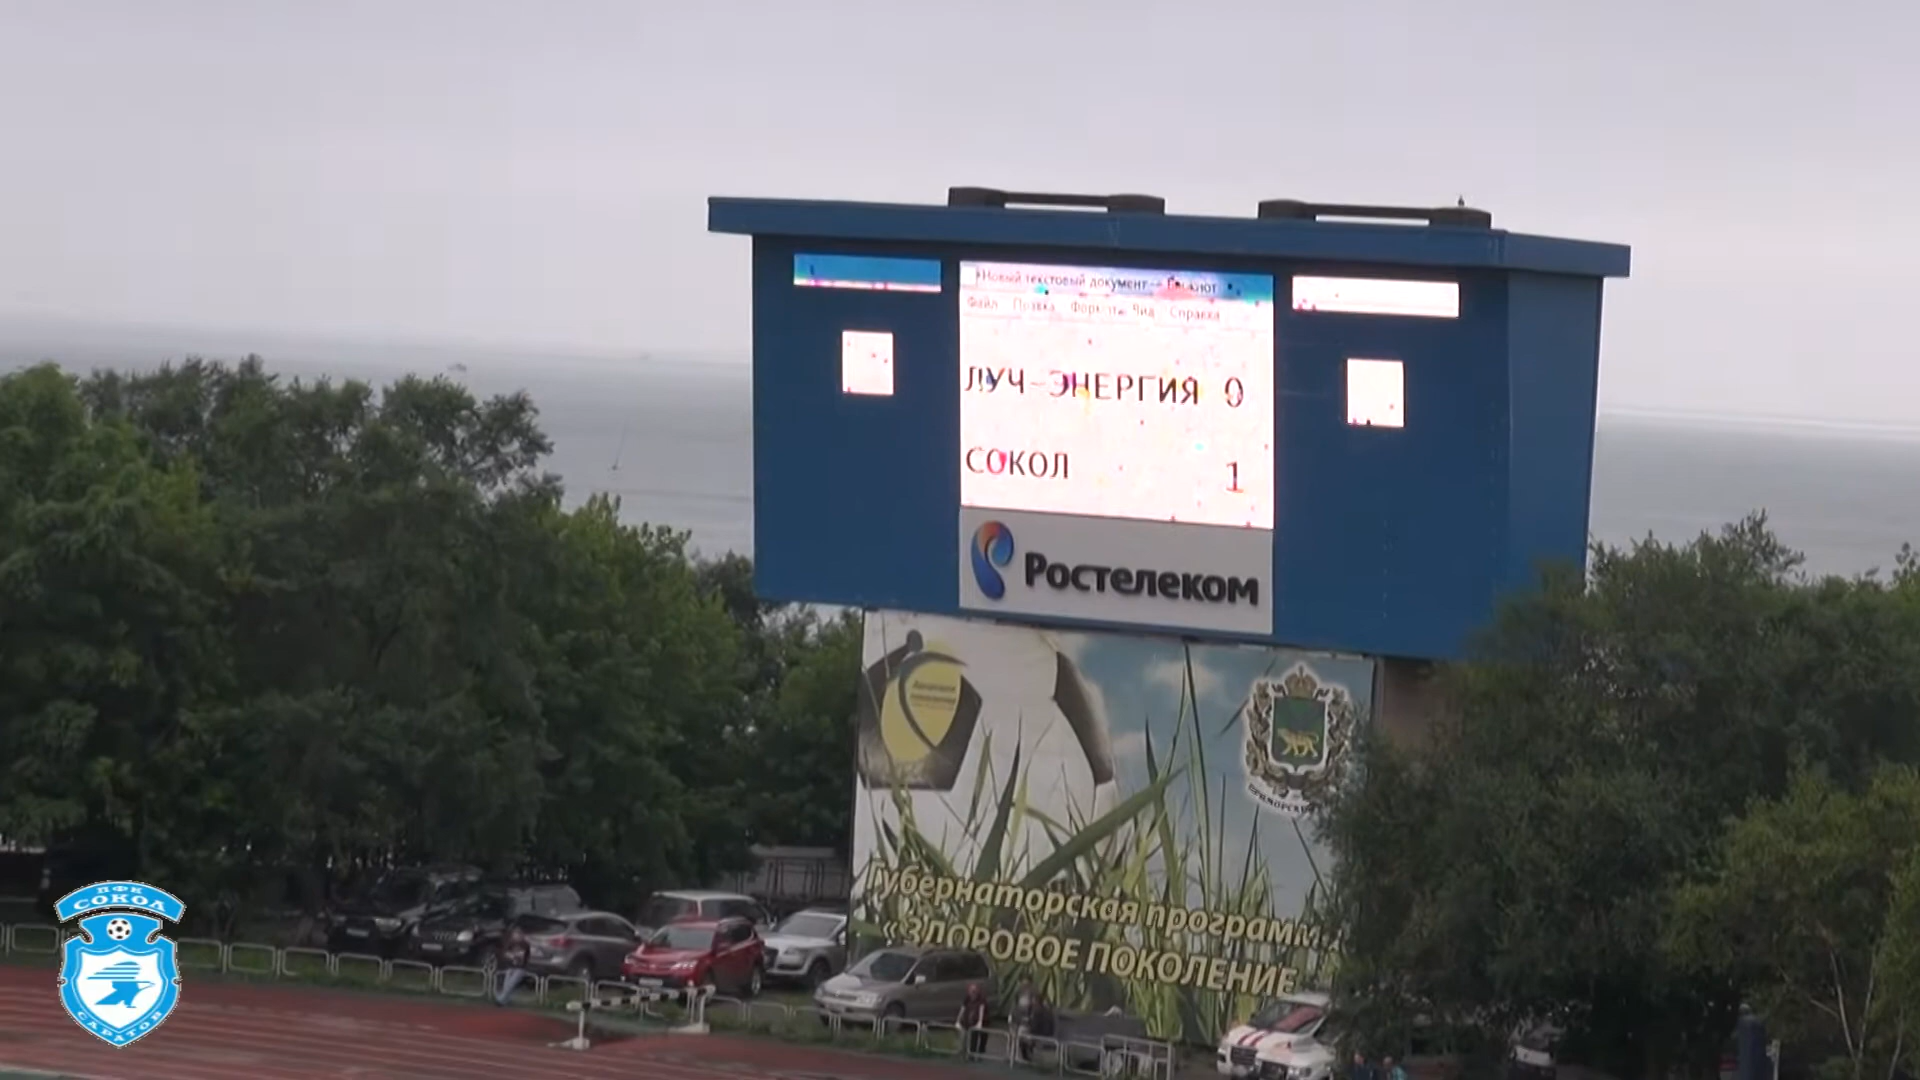 Новый текстовый документ — Блокнот
Файл Правка Формат Вид Справка
ЛУЧ-ЭНЕРГИЯ 0
СОКОЛ 1
Ростелеком
Губернаторская программа
«ЗДОРОВОЕ ПОКОЛЕНИЕ
ПФК
СОКОЛ
САРАТОВ